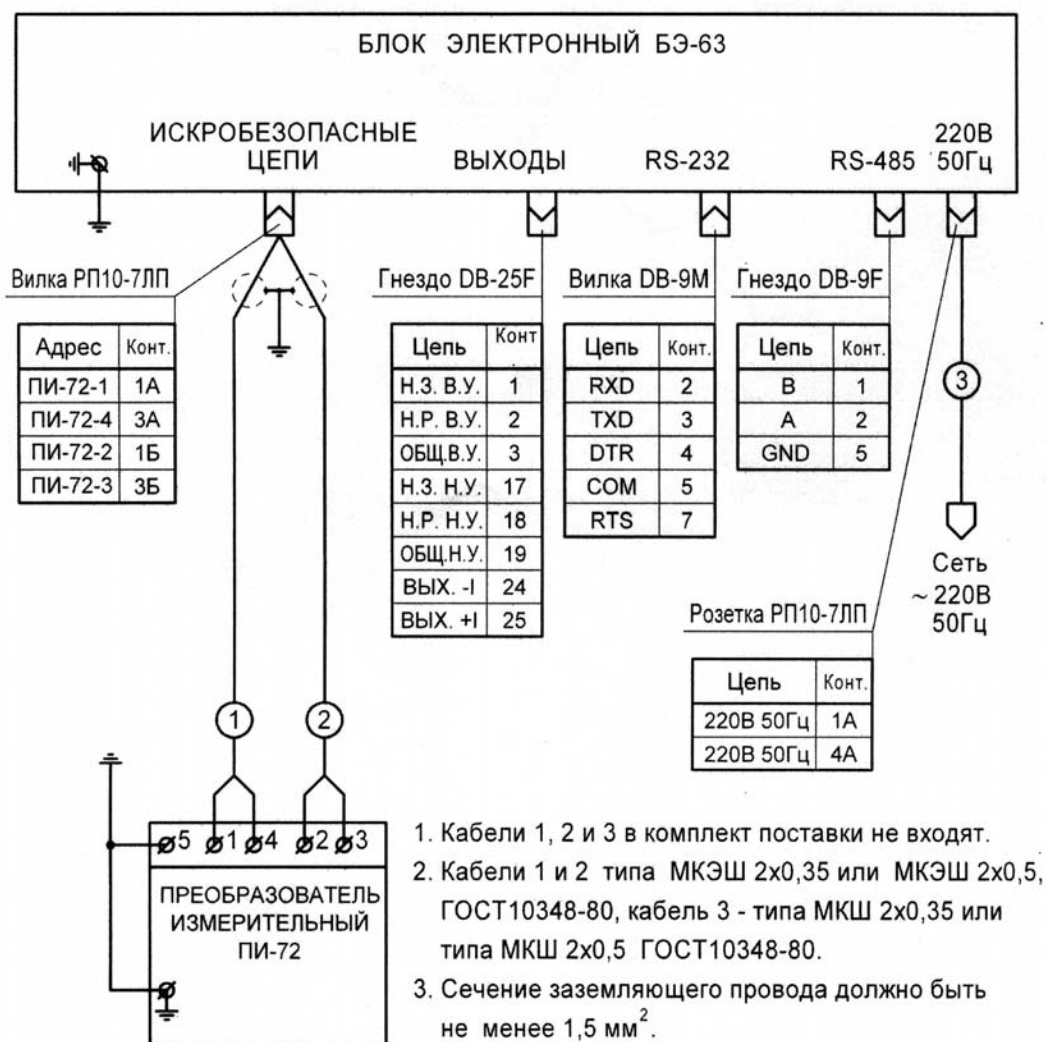 БЛОК ЭЛЕКТРОННЫЙ БЭ-63
ИСКРОБЕЗОПАСНЫЕ
ЦЕПИ
ВЫХОДЫ
RS-232
RS-485
220В
50Гц
Вилка РП10-7ЛП
Адрес Конт.
ПИ-72-1 1А
ПИ-72-4 3А
ПИ-72-2 1Б
ПИ-72-3 3Б
Гнездо DB-25F
Цепь Конт
Н.З. В.У. 1
Н.Р. В.У. 2
ОБЩ.В.У. 3
Н.З. Н.У. 17
Н.Р. Н.У. 18
ОБЩ.Н.У. 19
ВЫХ. -I 24
ВЫХ. +I 25
Вилка DB-9M
Цепь Конт.
RXD 2
TXD 3
DTR 4
COM 5
RTS 7
Гнездо DB-9F
Цепь Конт.
B 1
A 2
GND 5
3
Сеть
~ 220В
50Гц
Розетка РП10-7ЛП
Цепь Конт.
220В 50Гц 1А
220В 50Гц 4А
1 2
5 1 4 2 3
ПРЕОБРАЗОВАТЕЛЬ
ИЗМЕРИТЕЛЬНЫЙ
ПИ-72
1. Кабели 1, 2 и 3 в комплект поставки не входят.
2. Кабели 1 и 2 типа МКЭШ 2х0,35 или МКЭШ 2х0,5,
ГОСТ10348-80, кабель 3 - типа МКШ 2х0,35 или
типа МКШ 2х0,5 ГОСТ10348-80.
3. Сечение заземляющего провода должно быть
не менее 1,5 мм².